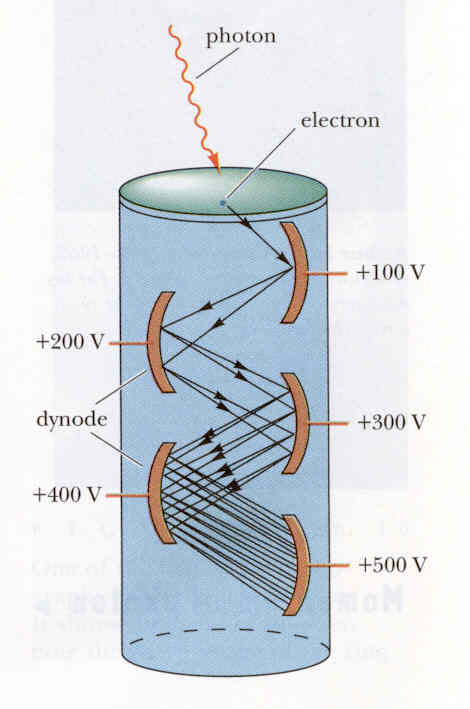 photon
electron
+100 V
+200 V
+300 V
dynode
+400 V
+500 V